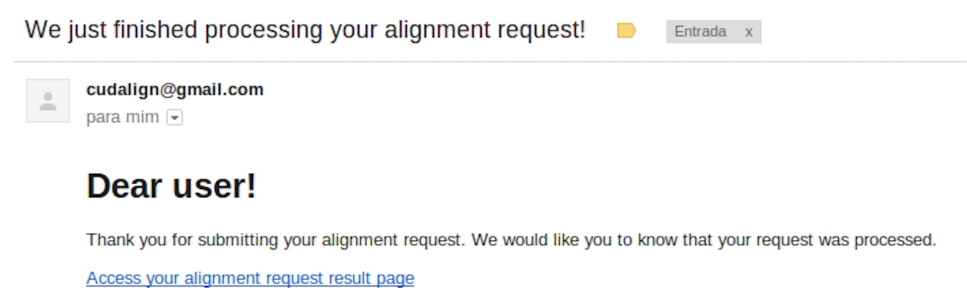 We just finished processing your alignment request! Entrada x
cudalign@gmail.com
para mim
Dear user!
Thank you for submitting your alignment request. We would like you to know that your request was processed.
Access your alignment request result page